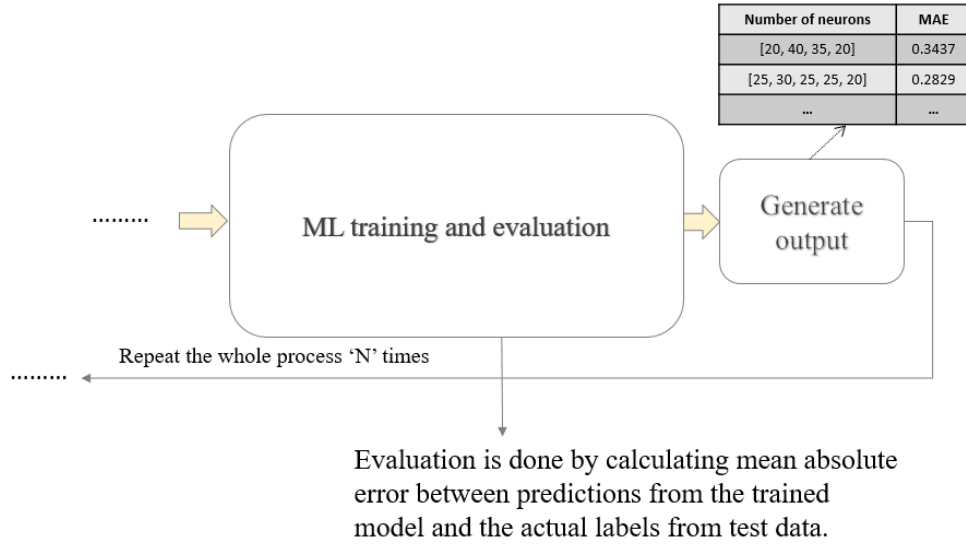 Number of neurons MAE
[20, 40, 35, 20] 0.3437
[25, 30, 25, 25, 20] 0.2829
... ...
......... ML training and evaluation
Generate
output
Repeat the whole process ‘N’ times
.........
Evaluation is done by calculating mean absolute
error between predictions from the trained
model and the actual labels from test data.